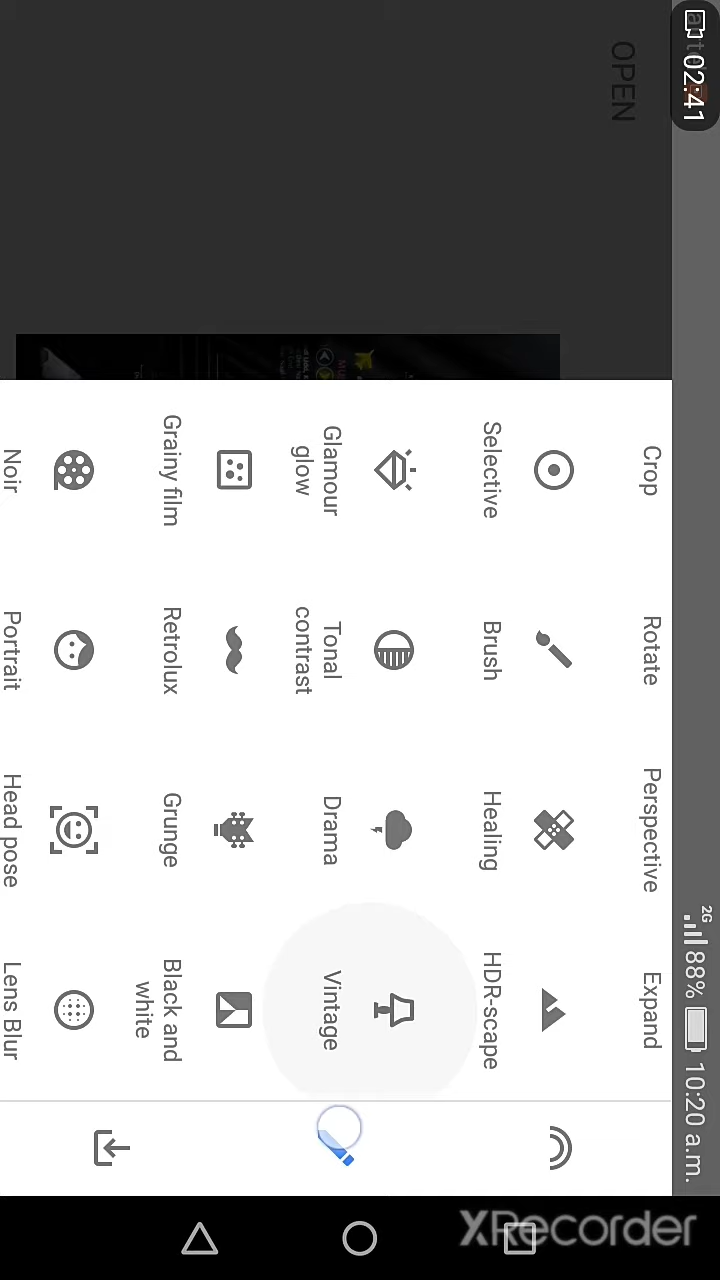 02:41
2G
88%
10:20 a.m.
OPEN
Crop
Rotate
Perspective
Expand
Selective
Brush
Healing
HDR-scape
Glamour
glow
Tonal
contrast
Drama
Vintage
Grainy film
Retrolux
Grunge
Black and
white
Noir
Portrait
Head pose
Lens Blur
XRecorder